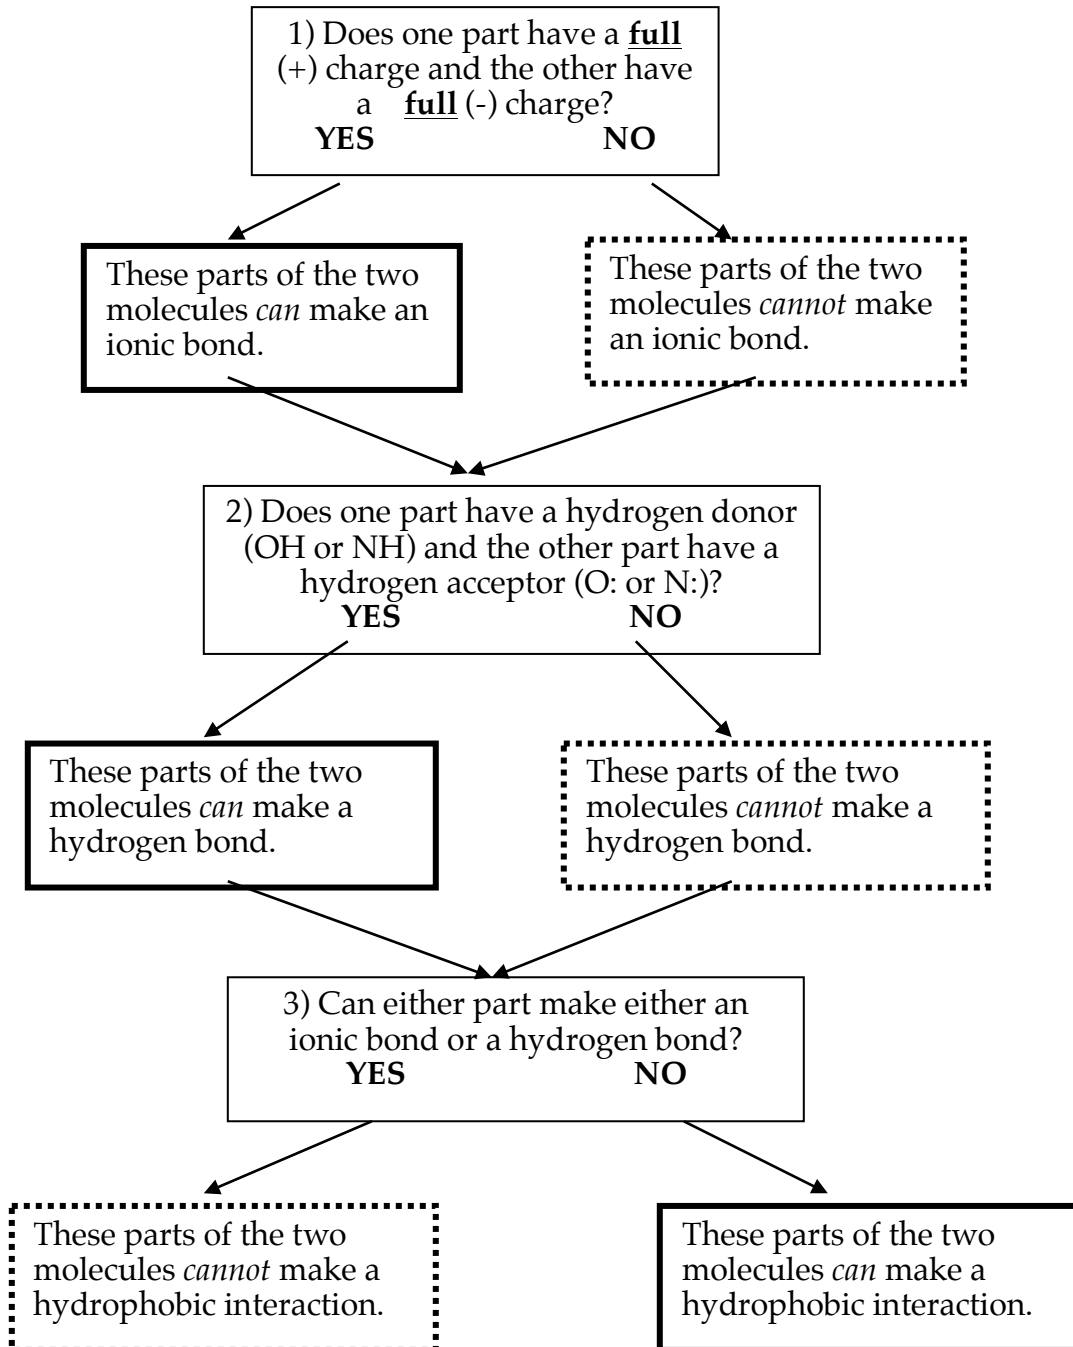 1) Does one part have a full
(+) charge and the other have
a full (-) charge?
YES NO
These parts of the two
molecules can make an
ionic bond.
These parts of the two
molecules cannot make
an ionic bond.
2) Does one part have a hydrogen donor
(OH or NH) and the other part have a
hydrogen acceptor (O: or N:)?
YES NO
These parts of the two
molecules can make a
hydrogen bond.
These parts of the two
molecules cannot make a
hydrogen bond.
3) Can either part make either an
ionic bond or a hydrogen bond?
YES NO
These parts of the two
molecules cannot make a
hydrophobic interaction.
These parts of the two
molecules can make a
hydrophobic interaction.